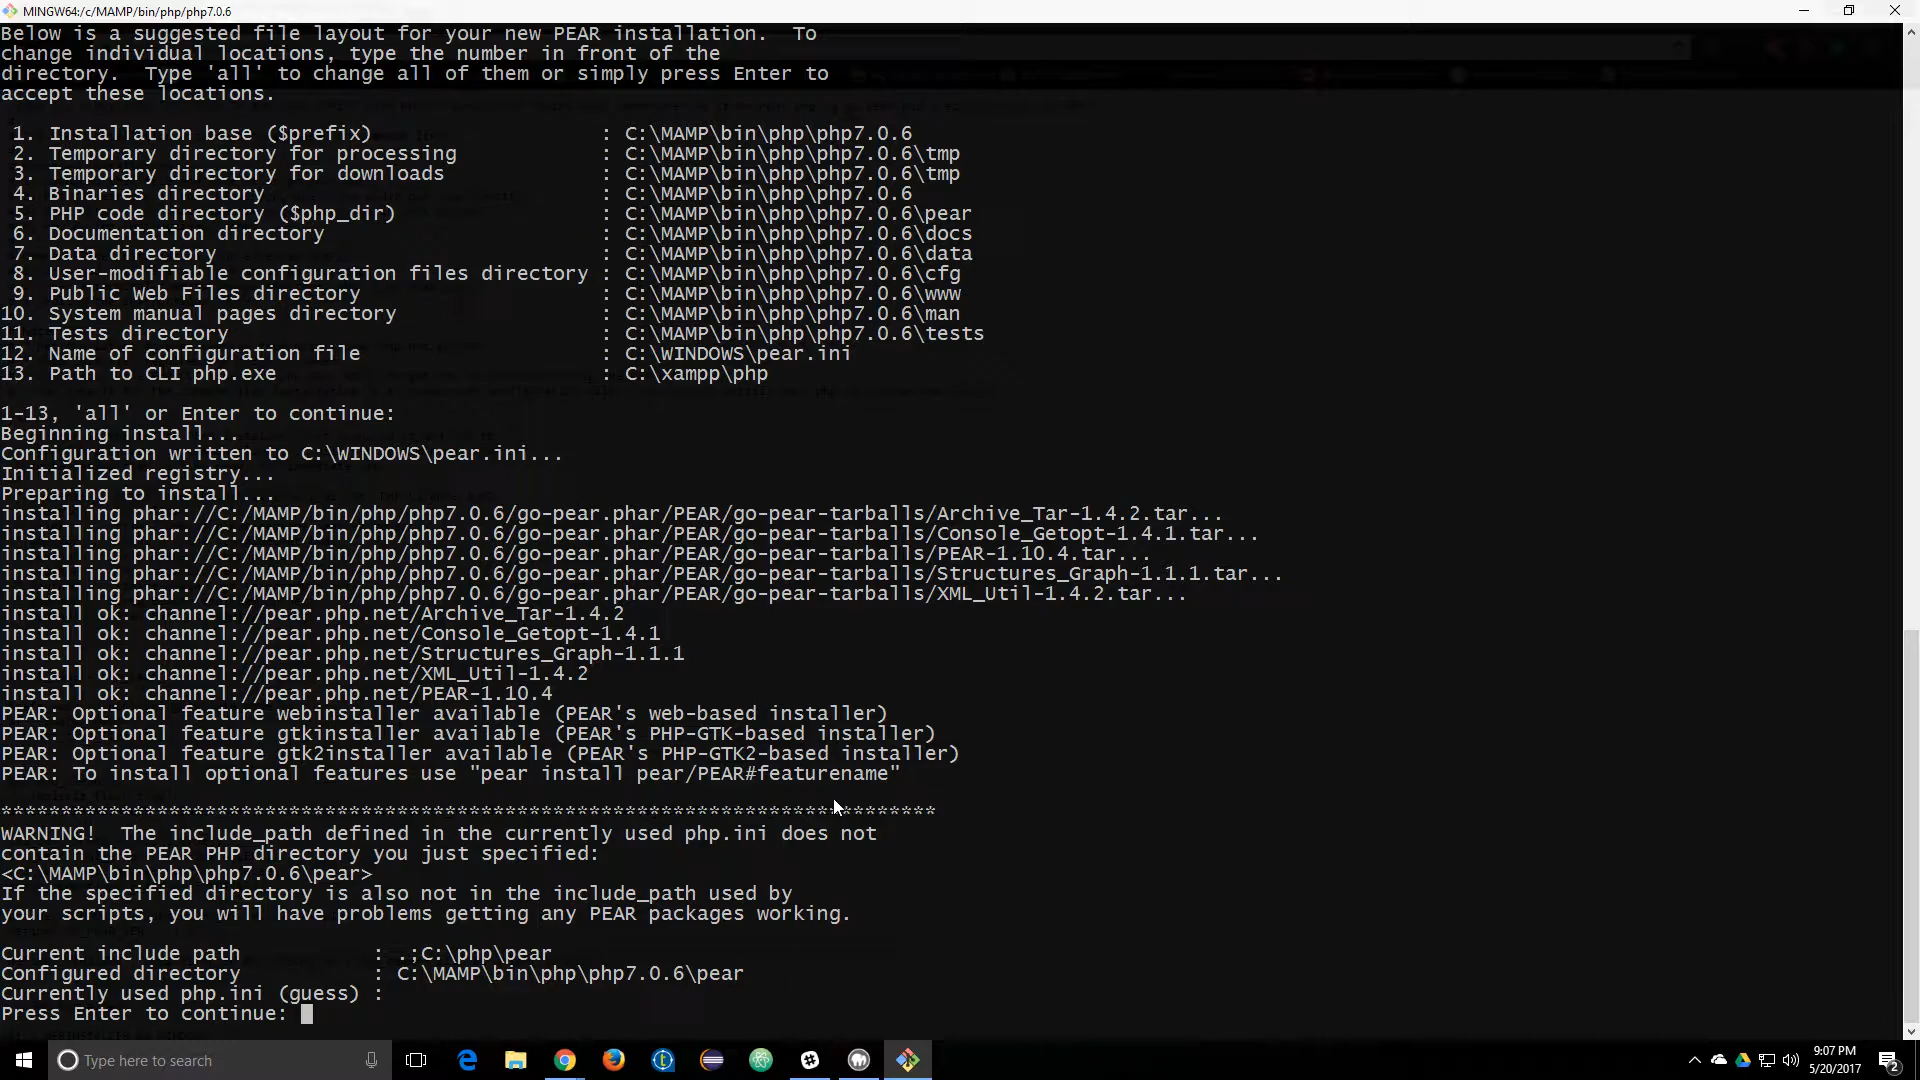 MINGW64:/c/MAMP/bin/php/php7.0.6
Below is a suggested file layout for your new PEAR installation.  To
change individual locations, type the number in front of the
directory.  Type 'all' to change all of them or simply press Enter to
accept these locations.
1. Installation base ($prefix)                   : C:\MAMP\bin\php\php7.0.6
2. Temporary directory for processing            : C:\MAMP\bin\php\php7.0.6\tmp
3. Temporary directory for downloads             : C:\MAMP\bin\php\php7.0.6\tmp
4. Binaries directory                            : C:\MAMP\bin\php\php7.0.6
5. PHP code directory ($php_dir)                 : C:\MAMP\bin\php\php7.0.6\pear
6. Documentation directory                       : C:\MAMP\bin\php\php7.0.6\docs
7. Data directory                                : C:\MAMP\bin\php\php7.0.6\data
8. User-modifiable configuration files directory : C:\MAMP\bin\php\php7.0.6\cfg
9. Public Web Files directory                    : C:\MAMP\bin\php\php7.0.6\www
10. System manual pages directory                 : C:\MAMP\bin\php\php7.0.6\man
11. Tests directory                               : C:\MAMP\bin\php\php7.0.6\tests
12. Name of configuration file                    : C:\WINDOWS\pear.ini
13. Path to CLI php.exe                           : C:\xampp\php
1-13, 'all' or Enter to continue:
Beginning install...
Configuration written to C:\WINDOWS\pear.ini...
Initialized registry...
Preparing to install...
installing phar://C:/MAMP/bin/php/php7.0.6/go-pear.phar/PEAR/go-pear-tarballs/Archive_Tar-1.4.2.tar...
installing phar://C:/MAMP/bin/php/php7.0.6/go-pear.phar/PEAR/go-pear-tarballs/Console_Getopt-1.4.1.tar...
installing phar://C:/MAMP/bin/php/php7.0.6/go-pear.phar/PEAR/go-pear-tarballs/PEAR-1.10.4.tar...
installing phar://C:/MAMP/bin/php/php7.0.6/go-pear.phar/PEAR/go-pear-tarballs/Structures_Graph-1.1.1.tar...
installing phar://C:/MAMP/bin/php/php7.0.6/go-pear.phar/PEAR/go-pear-tarballs/XML_Util-1.4.2.tar...
install ok: channel://pear.php.net/Archive_Tar-1.4.2
install ok: channel://pear.php.net/Console_Getopt-1.4.1
install ok: channel://pear.php.net/Structures_Graph-1.1.1
install ok: channel://pear.php.net/XML_Util-1.4.2
install ok: channel://pear.php.net/PEAR-1.10.4
PEAR: Optional feature webinstaller available (PEAR's web-based installer)
PEAR: Optional feature gtkinstaller available (PEAR's PHP-GTK-based installer)
PEAR: Optional feature gtk2installer available (PEAR's PHP-GTK2-based installer)
PEAR: To install optional features use "pear install pear/PEAR#featurename"
******************************************************************************
WARNING!  The include_path defined in the currently used php.ini does not
contain the PEAR PHP directory you just specified:
<C:\MAMP\bin\php\php7.0.6\pear>
If the specified directory is also not in the include_path used by
your scripts, you will have problems getting any PEAR packages working.
Current include path           : .;C:\php\pear
Configured directory           : C:\MAMP\bin\php\php7.0.6\pear
Currently used php.ini (guess) :
Press Enter to continue:
Type here to search
9:07 PM
5/20/2017
2